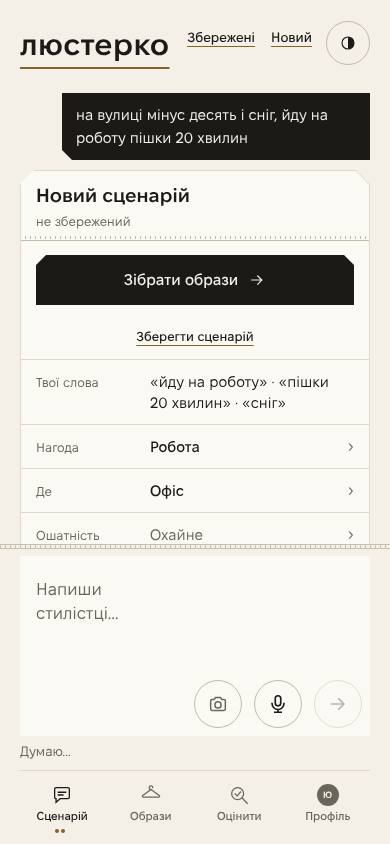 люстерко
Збережені
Новий
на вулиці мінус десять і сніг, йду на
роботу пішки 20 хвилин
Новий сценарій
не збережений
Зібрати образи →
Зберегти сценарій
Твої слова
«йду на роботу» · «пішки
20 хвилин» · «сніг»
Нагода
Робота
Де
Офіс
Ошатність
Охайне
Напиши
стилістці...
Думаю...
Сценарій
Образи
Оцінити
Ю
Профіль